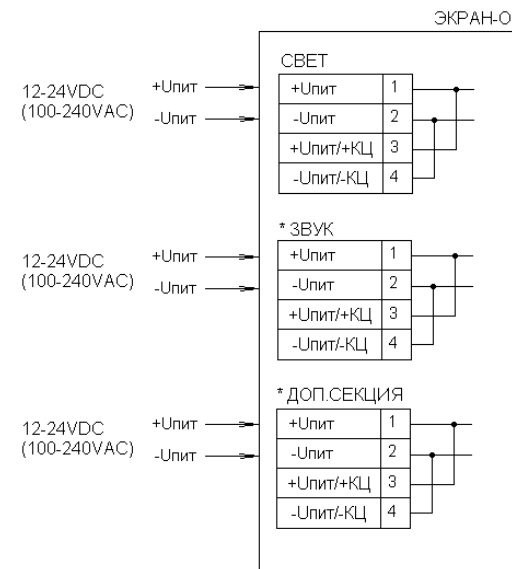 ЭКРАН-О
СВЕТ
12-24VDC
(100-240VAC)
+Uпит
-Uпит
+Uпит 1
-Uпит 2
+Uпит/+КЦ 3
-Uпит/-КЦ 4
* ЗВУК
12-24VDC
(100-240VAC)
+Uпит
-Uпит
+Uпит 1
-Uпит 2
+Uпит/+КЦ 3
-Uпит/-КЦ 4
* ДОП.СЕКЦИЯ
12-24VDC
(100-240VAC)
+Uпит
-Uпит
+Uпит 1
-Uпит 2
+Uпит/+КЦ 3
-Uпит/-КЦ 4